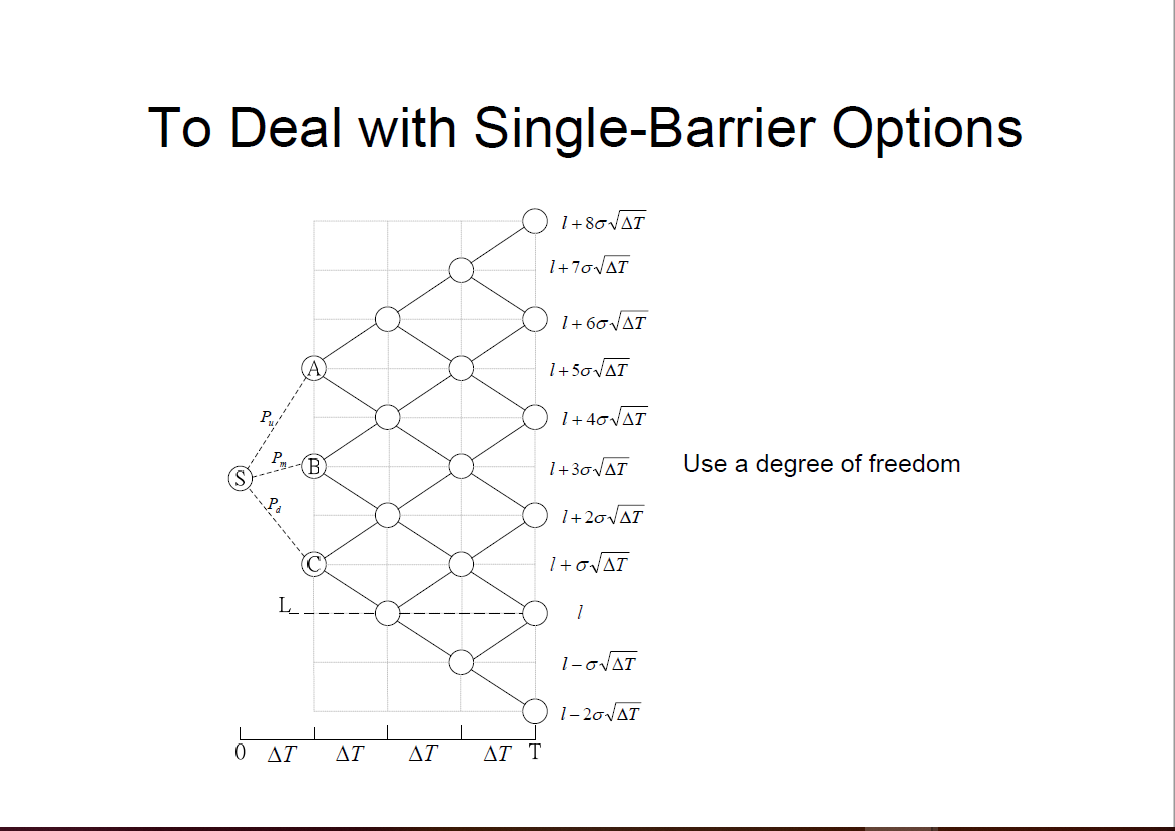 To Deal with Single-Barrier Options
l + 8σ√ΔT
l + 7σ√ΔT
l + 6σ√ΔT
A
l + 5σ√ΔT
P_u
l + 4σ√ΔT
P_m
B
l + 3σ√ΔT
Use a degree of freedom
S
P_d
l + 2σ√ΔT
C
l + σ√ΔT
L
l
l − σ√ΔT
l − 2σ√ΔT
0 ΔT ΔT ΔT ΔT T